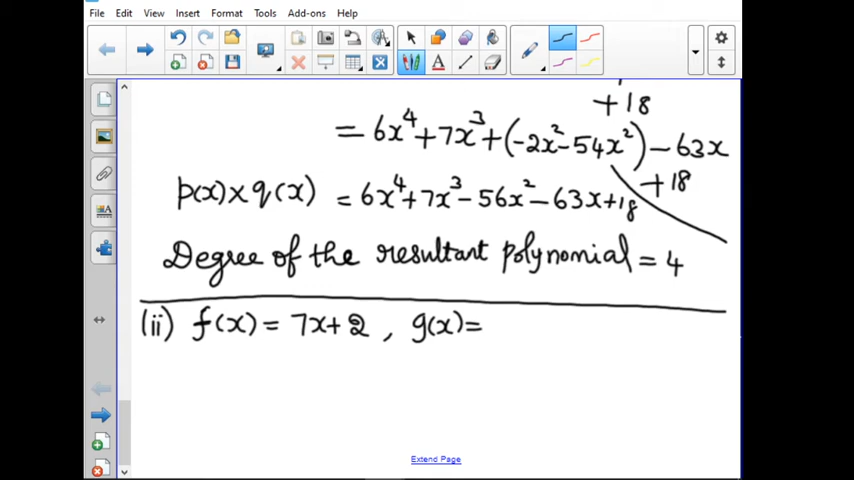 File Edit View Insert Format Tools Add-ons Help
+18
= 6x⁴+7x³+(-2x²-54x²)-63x
+18
p(x)×q(x) = 6x⁴+7x³-56x²-63x+18
Degree of the resultant polynomial = 4
(ii) f(x) = 7x+2 , g(x)=
Extend Page